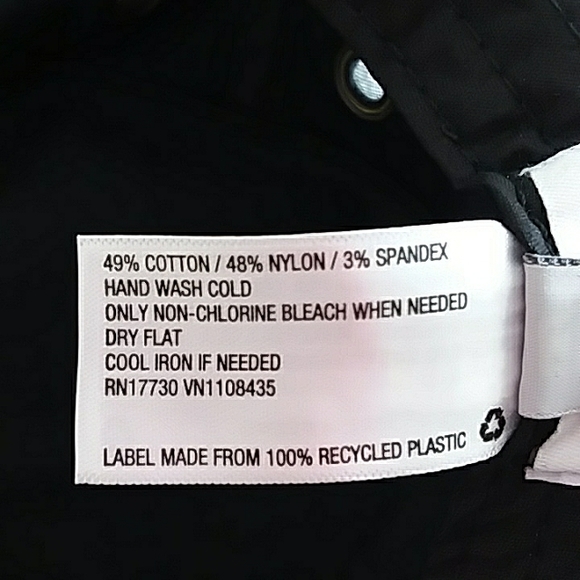 49% COTTON / 48% NYLON / 3% SPANDEX
HAND WASH COLD
ONLY NON-CHLORINE BLEACH WHEN NEEDED
DRY FLAT
COOL IRON IF NEEDED
RN17730 VN1108435
LABEL MADE FROM 100% RECYCLED PLASTIC